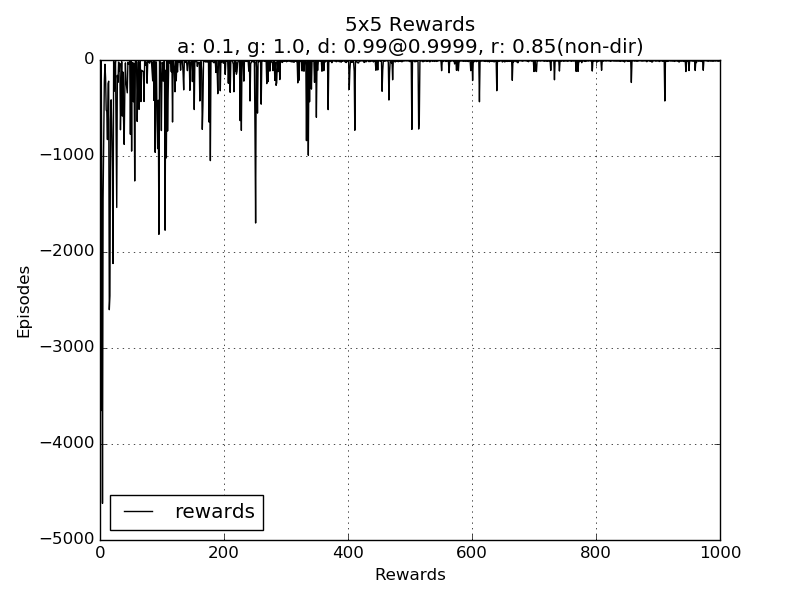 5x5 Rewards
a: 0.1, g: 1.0, d: 0.99@0.9999, r: 0.85(non-dir)
0
−1000
−2000
−3000
−4000
−5000
Episodes
rewards
0 200 400 600 800 1000
Rewards